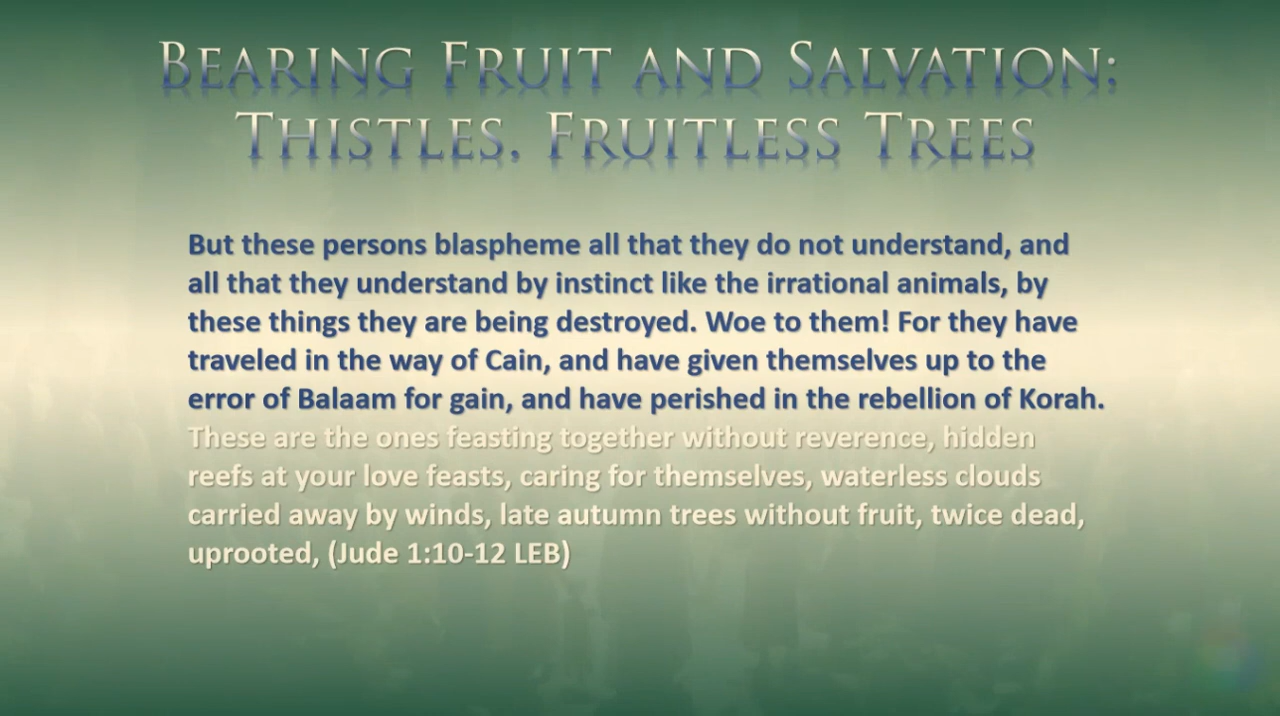 Bearing Fruit and Salvation:
Thistles, Fruitless Trees
But these persons blaspheme all that they do not understand, and
all that they understand by instinct like the irrational animals, by
these things they are being destroyed. Woe to them! For they have
traveled in the way of Cain, and have given themselves up to the
error of Balaam for gain, and have perished in the rebellion of Korah.
These are the ones feasting together without reverence, hidden
reefs at your love feasts, caring for themselves, waterless clouds
carried away by winds, late autumn trees without fruit, twice dead,
uprooted, (Jude 1:10-12 LEB)